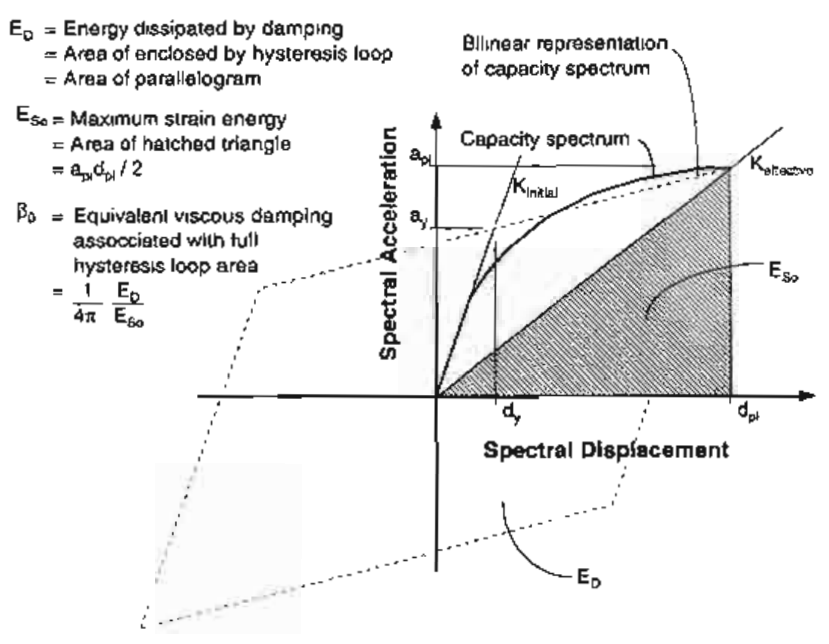 E_D = Energy dissipated by damping
= Area of enclosed by hysteresis loop
= Area of parallelogram
E_So = Maximum strain energy
= Area of hatched triangle
= a_pi d_pi / 2
β_0 = Equivalent viscous damping
associated with full
hysteresis loop area
= 1/4π E_D/E_So
Bilinear representation
of capacity spectrum
Capacity spectrum
a_pi
K_initial
K_effective
a_y
Spectral Acceleration
E_So
d_y
d_pi
Spectral Displacement
E_D